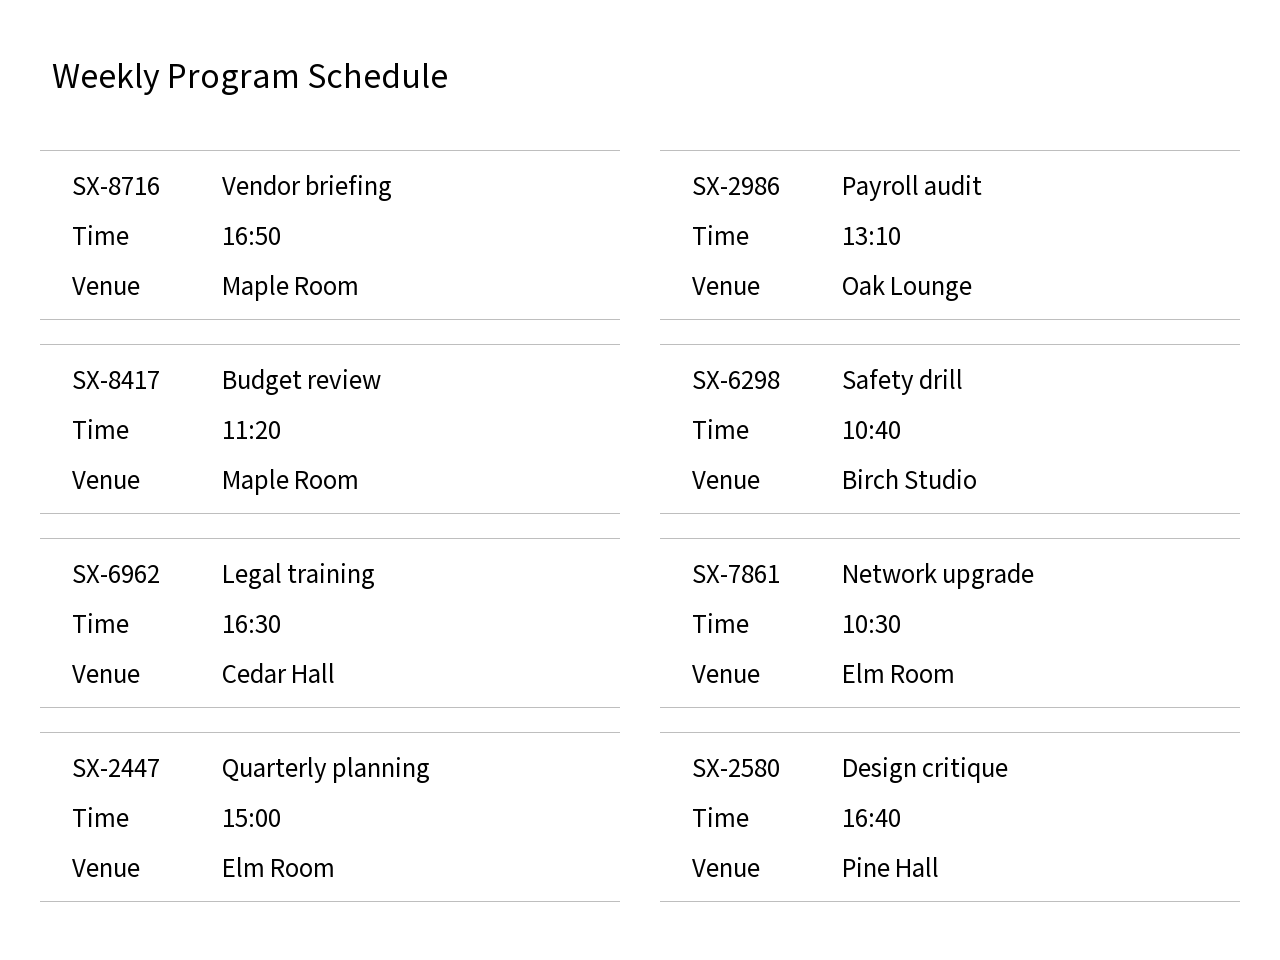 Weekly Program Schedule
SX-8716 Vendor briefing
Time 16:50
Venue Maple Room
SX-8417 Budget review
Time 11:20
Venue Maple Room
SX-6962 Legal training
Time 16:30
Venue Cedar Hall
SX-2447 Quarterly planning
Time 15:00
Venue Elm Room
SX-2986 Payroll audit
Time 13:10
Venue Oak Lounge
SX-6298 Safety drill
Time 10:40
Venue Birch Studio
SX-7861 Network upgrade
Time 10:30
Venue Elm Room
SX-2580 Design critique
Time 16:40
Venue Pine Hall